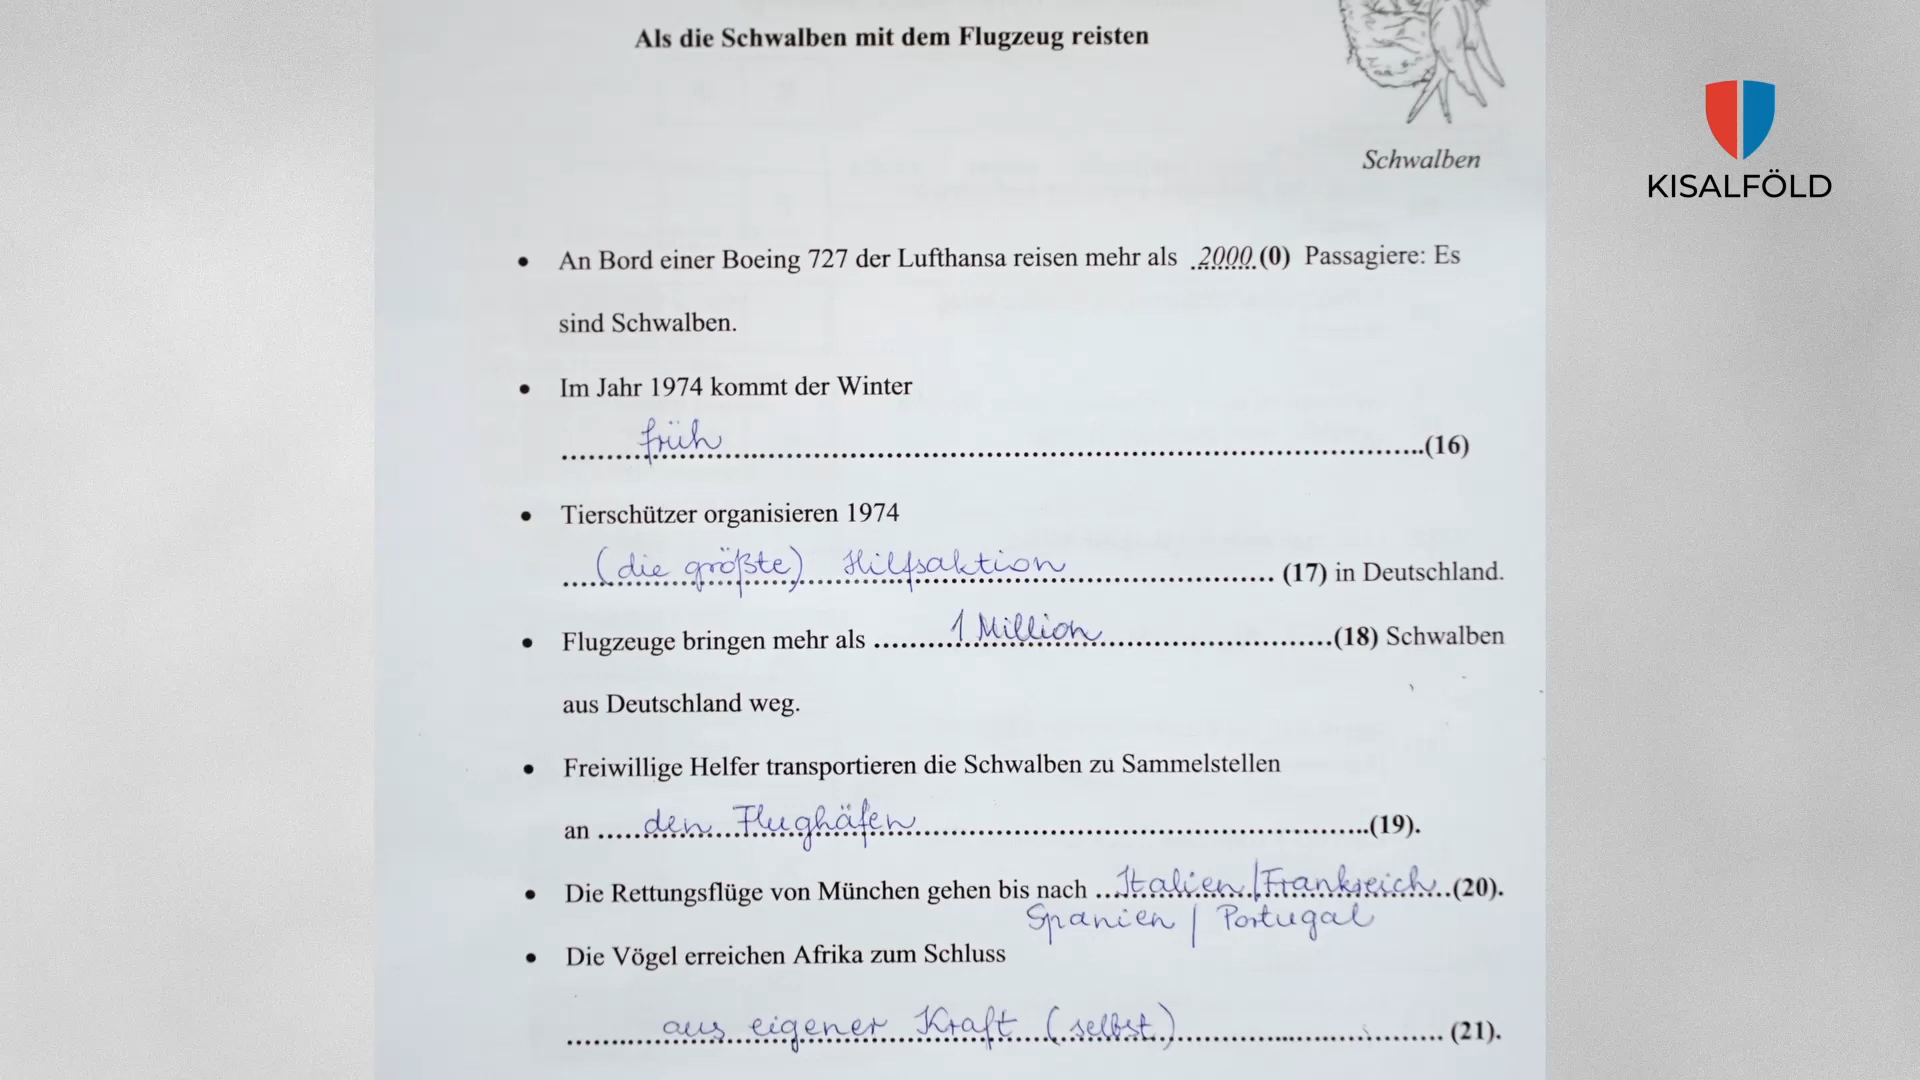 Als die Schwalben mit dem Flugzeug reisten
Schwalben
KISALFÖLD
• An Bord einer Boeing 727 der Lufthansa reisen mehr als ..2000..(0) Passagiere: Es
sind Schwalben.
• Im Jahr 1974 kommt der Winter
früh (16)
• Tierschützer organisieren 1974
(die größte) Hilfsaktion (17) in Deutschland.
• Flugzeuge bringen mehr als 1 Million (18) Schwalben
aus Deutschland weg.
• Freiwillige Helfer transportieren die Schwalben zu Sammelstellen
an den Flughäfen (19).
• Die Rettungsflüge von München gehen bis nach Italien/Frankreich (20).
Spanien / Portugal
• Die Vögel erreichen Afrika zum Schluss
aus eigener Kraft (selbst) (21).